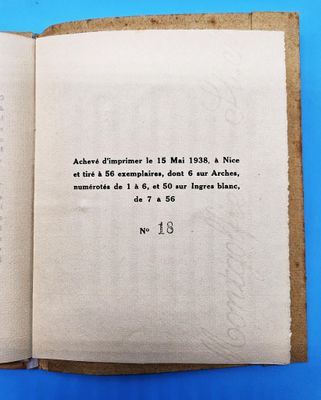 Achevé d'imprimer le 15 Mai 1938, à Nice
et tiré à 56 exemplaires, dont 6 sur Arches,
numérotés de 1 à 6, et 50 sur Ingres blanc,
de 7 à 56
Nº 18